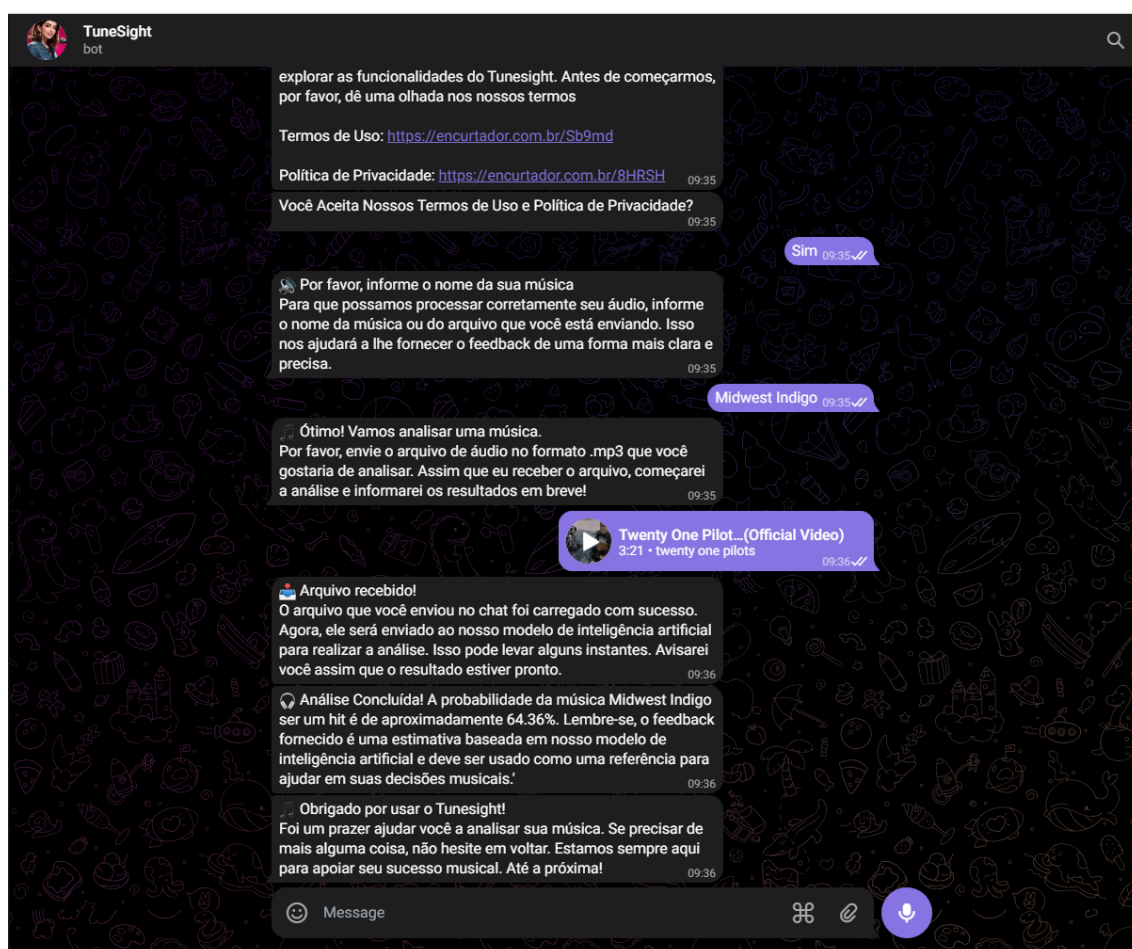 TuneSight
bot
explorar as funcionalidades do Tunesight. Antes de começarmos,
por favor, dê uma olhada nos nossos termos
Termos de Uso: https://encurtador.com.br/Sb9md
Política de Privacidade: https://encurtador.com.br/8HRSH 09:35
Você Aceita Nossos Termos de Uso e Política de Privacidade?
09:35
Sim 09:35
Por favor, informe o nome da sua música
Para que possamos processar corretamente seu áudio, informe
o nome da música ou do arquivo que você está enviando. Isso
nos ajudará a lhe fornecer o feedback de uma forma mais clara e
precisa. 09:35
Midwest Indigo 09:35
Ótimo! Vamos analisar uma música.
Por favor, envie o arquivo de áudio no formato .mp3 que você
gostaria de analisar. Assim que eu receber o arquivo, começarei
a análise e informarei os resultados em breve! 09:35
Twenty One Pilot...(Official Video)
3:21 • twenty one pilots
09:36
Arquivo recebido!
O arquivo que você enviou no chat foi carregado com sucesso.
Agora, ele será enviado ao nosso modelo de inteligência artificial
para realizar a análise. Isso pode levar alguns instantes. Avisarei
você assim que o resultado estiver pronto. 09:36
Análise Concluída! A probabilidade da música Midwest Indigo
ser um hit é de aproximadamente 64.36%. Lembre-se, o feedback
fornecido é uma estimativa baseada em nosso modelo de
inteligência artificial e deve ser usado como uma referência para
ajudar em suas decisões musicais.' 09:36
Obrigado por usar o Tunesight!
Foi um prazer ajudar você a analisar sua música. Se precisar de
mais alguma coisa, não hesite em voltar. Estamos sempre aqui
para apoiar seu sucesso musical. Até a próxima! 09:36
Message